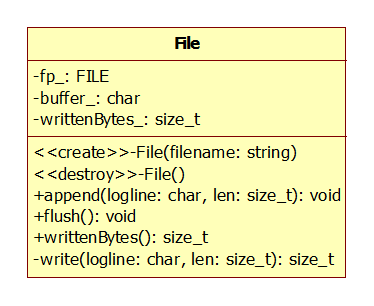 File
-fp_: FILE
-buffer_: char
-writtenBytes_: size_t
<<create>>-File(filename: string)
<<destroy>>-File()
+append(logline: char, len: size_t): void
+flush(): void
+writtenBytes(): size_t
-write(logline: char, len: size_t): size_t